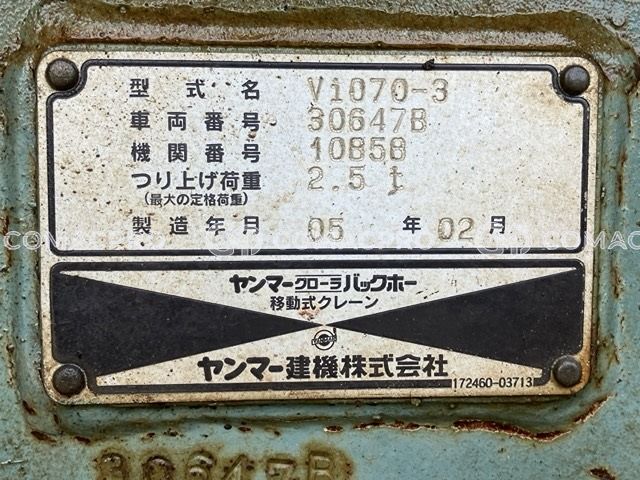 型式名 Vi070-3
車両番号 30647B
機関番号 10858
つり上げ荷重 2.5 t
(最大の定格荷重)
製造年月 05 年 02 月
ヤンマークローラバックホー
移動式クレーン
YANMAR
ヤンマー建機株式会社
172460-03713
30647B